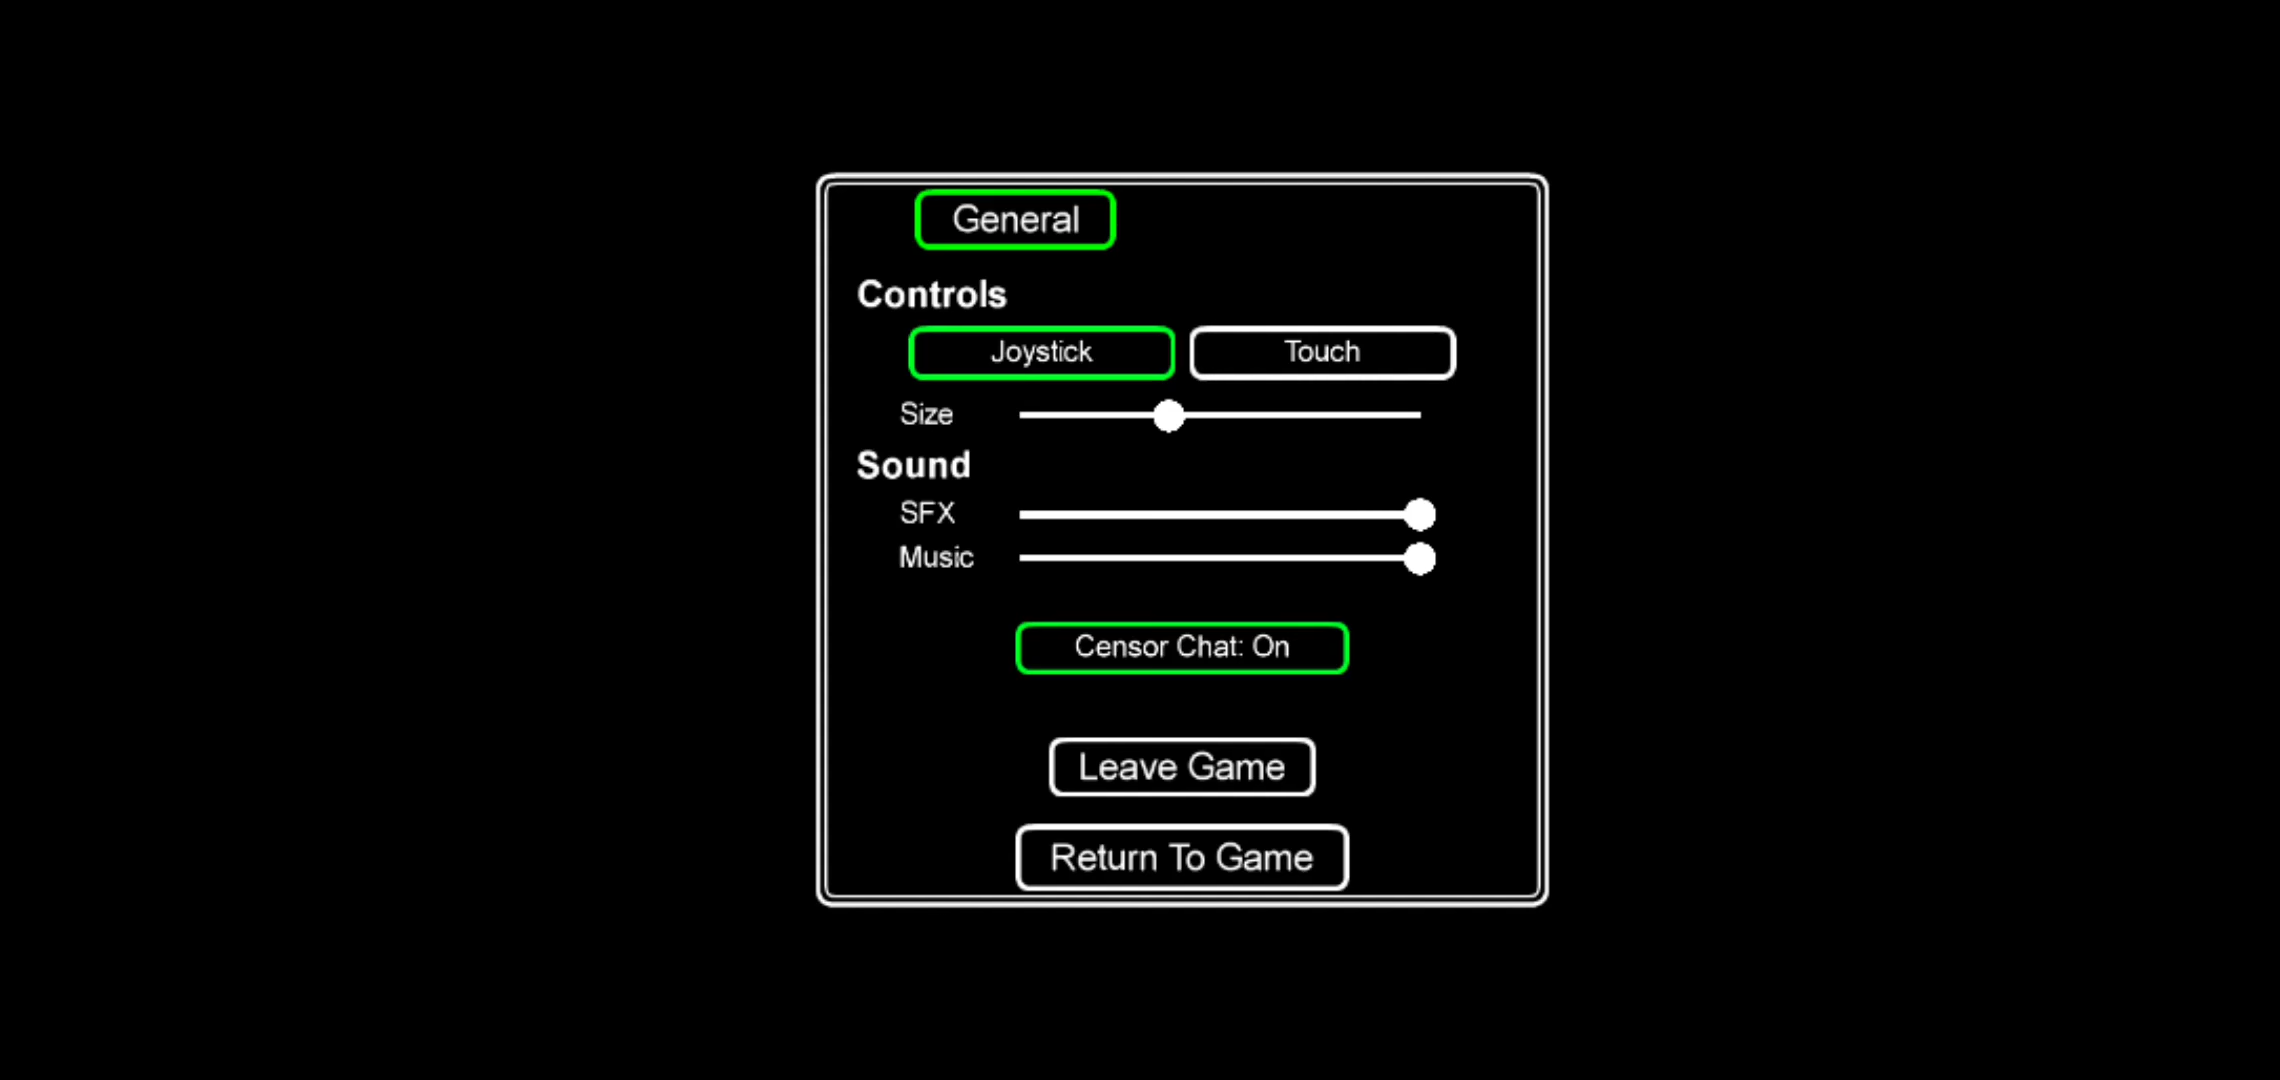 General
Controls
Joystick Touch
Size
Sound
SFX
Music
Censor Chat: On
Leave Game
Return To Game